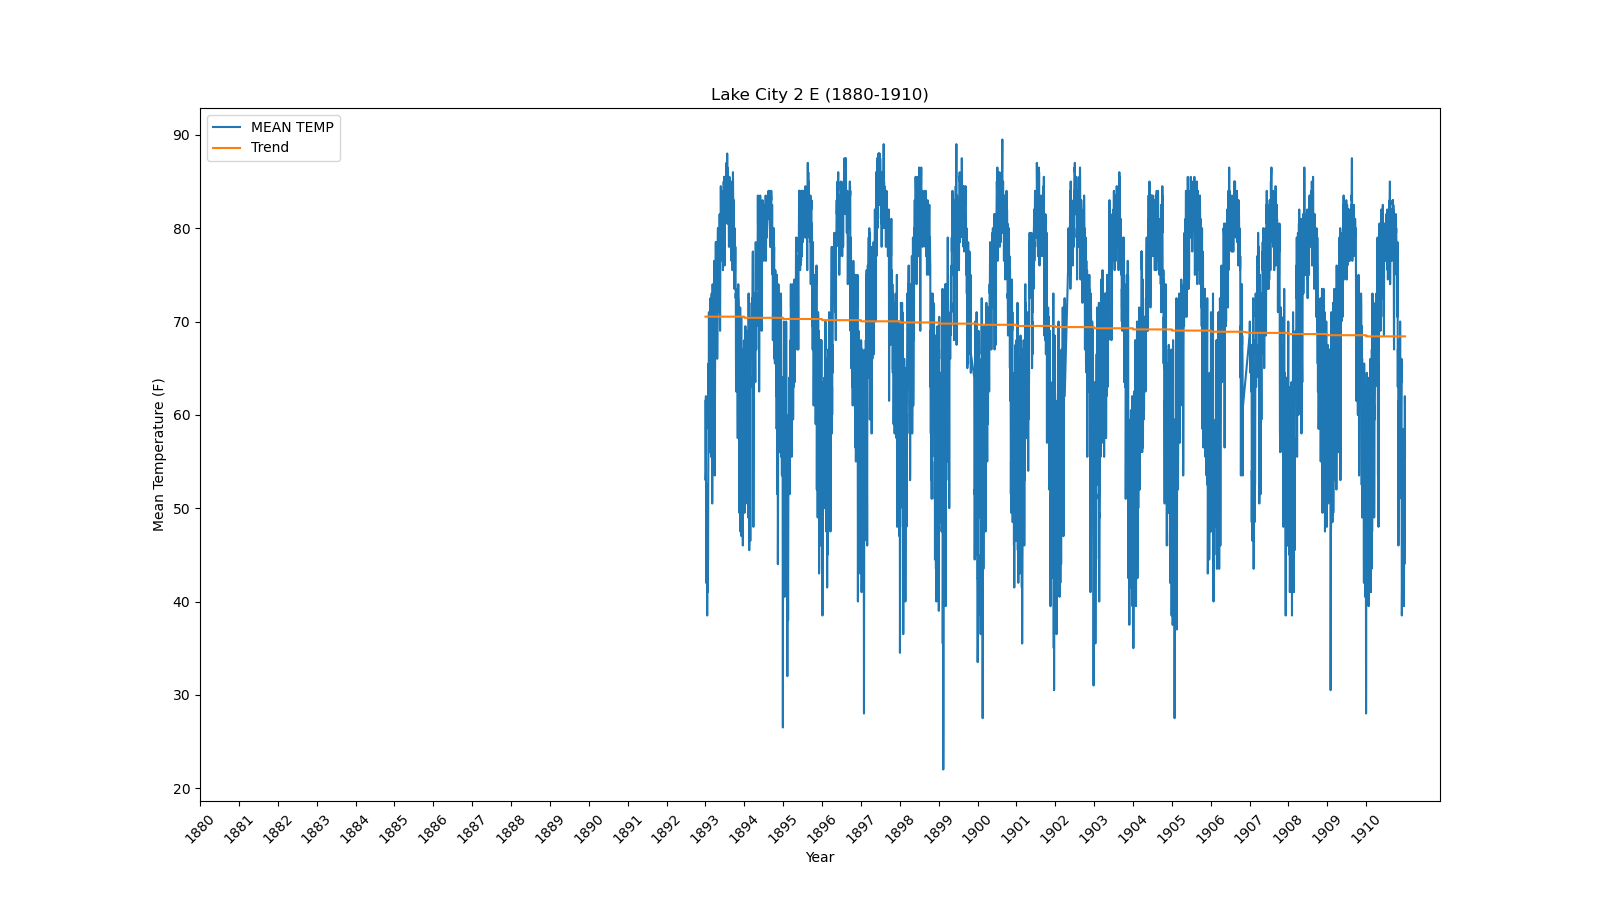 Lake City 2 E (1880-1910)
MEAN TEMP
Trend
90
80
70
60
50
40
30
20
Mean Temperature (F)
1880 1881 1882 1883 1884 1885 1886 1887 1888 1889 1890 1891 1892 1893 1894 1895 1896 1897 1898 1899 1900 1901 1902 1903 1904 1905 1906 1907 1908 1909 1910
Year